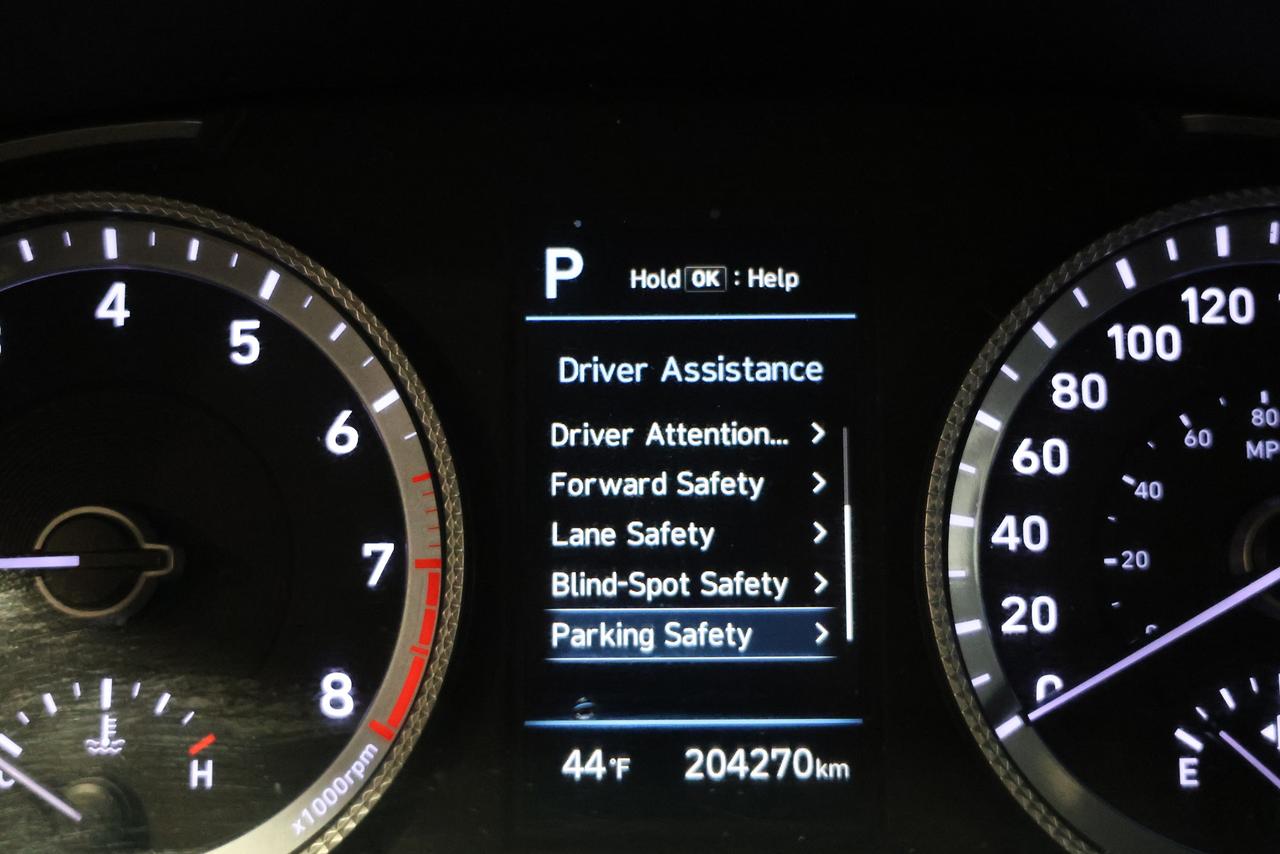 4
5
6
7
8
x1000rpm
H
P
Hold OK : Help
Driver Assistance
Driver Attention... >
Forward Safety >
Lane Safety >
Blind-Spot Safety >
Parking Safety >
44°F 204270km
120
100
80
60
40
20
0
80
60
40
20
E